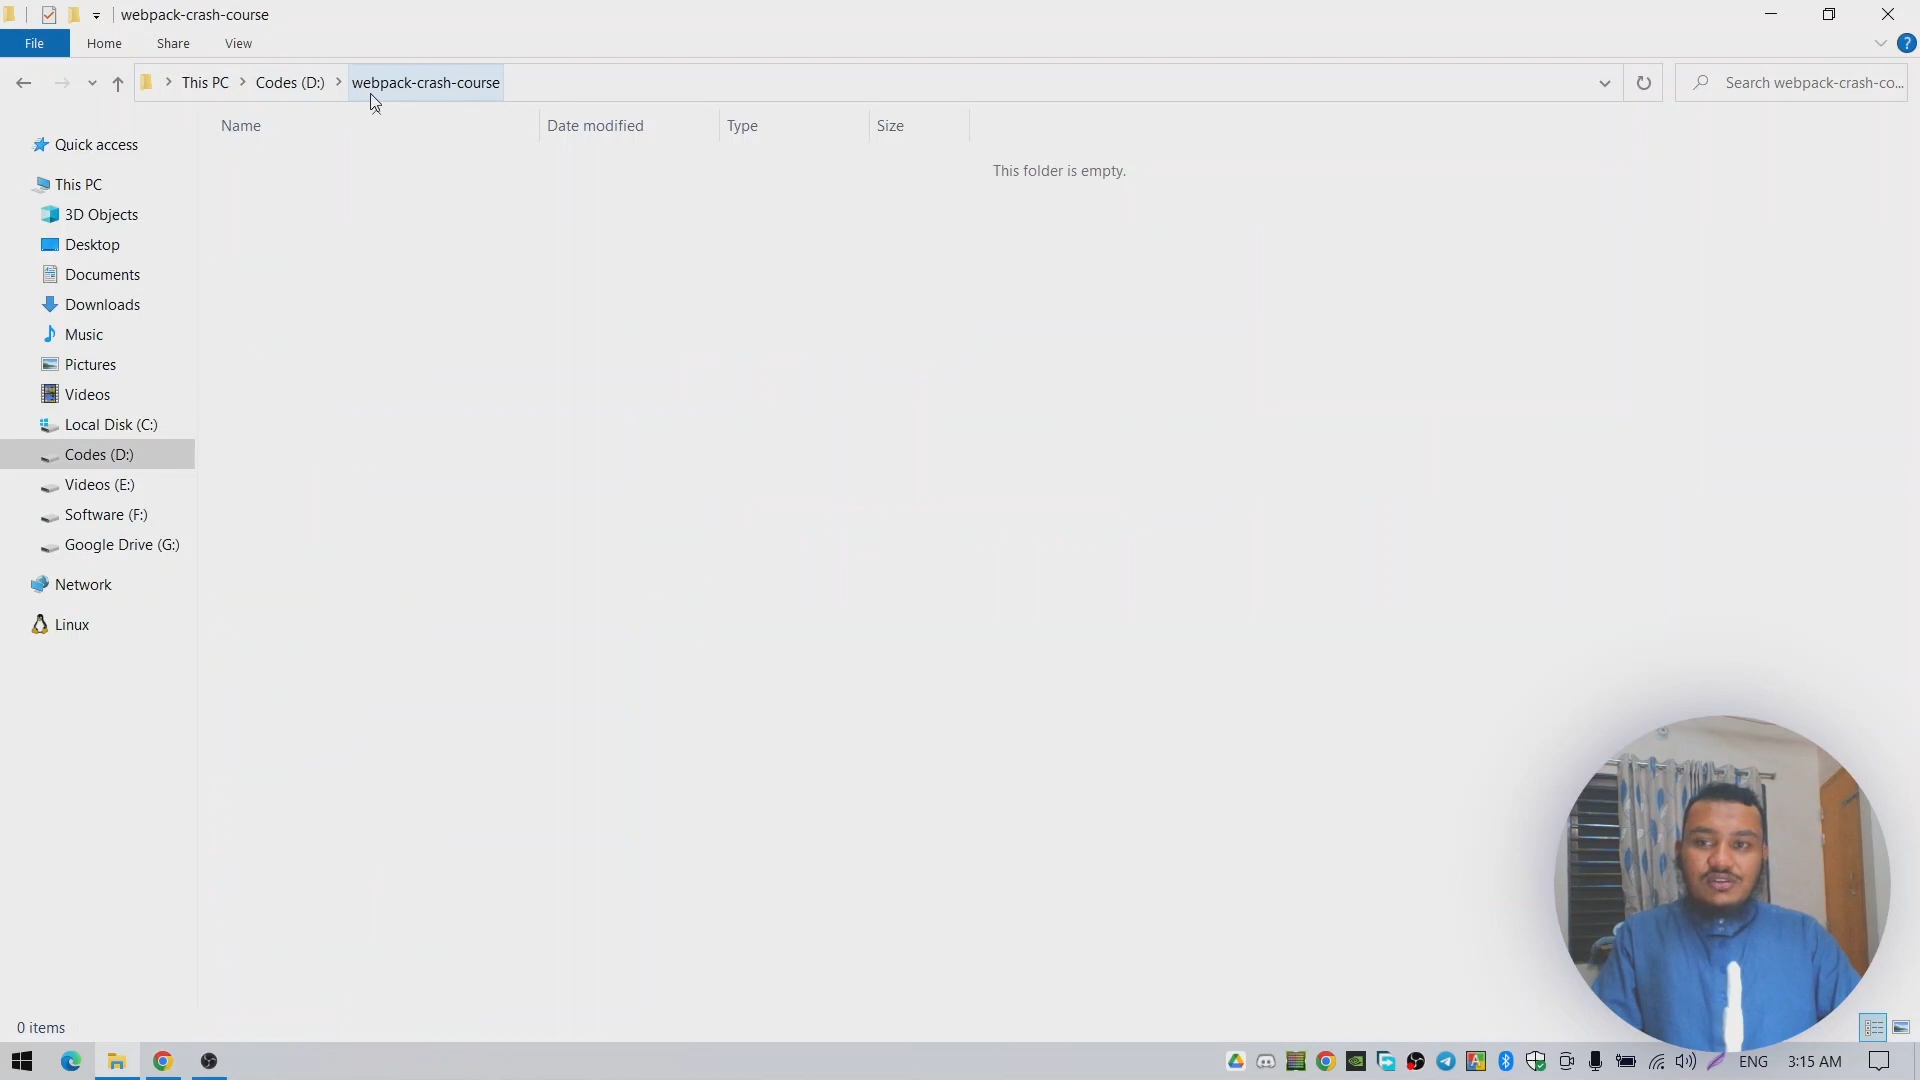 webpack-crash-course
File Home Share View
This PC Codes (D:) webpack-crash-course Search webpack-crash-co...
Name Date modified Type Size
This folder is empty.
Quick access
This PC
3D Objects
Desktop
Documents
Downloads
Music
Pictures
Videos
Local Disk (C:)
Codes (D:)
Videos (E:)
Software (F:)
Google Drive (G:)
Network
Linux
0 items
ENG 3:15 AM